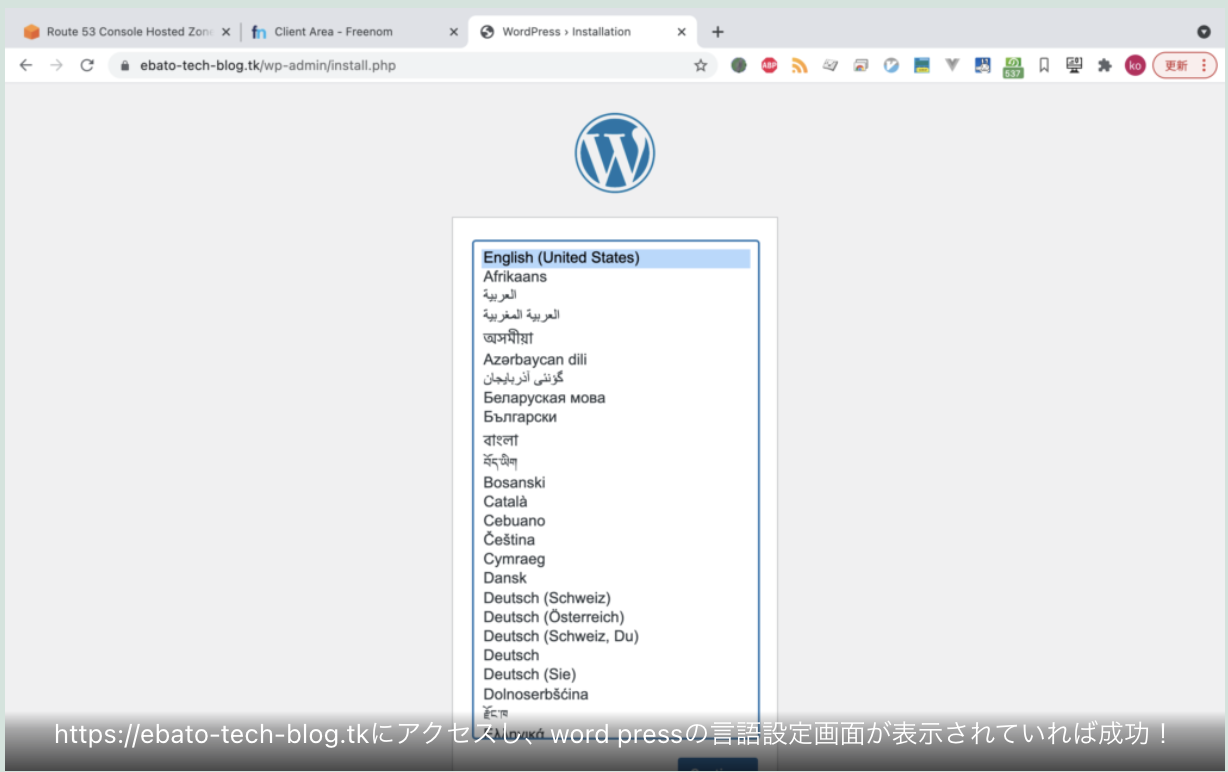 Route 53 Console Hosted Zone
Client Area - Freenom
WordPress › Installation
ebato-tech-blog.tk/wp-admin/install.php
ABP
537
ko
更新
English (United States)
Afrikaans
العربية
العربية المغربية
অসমীয়া
Azərbaycan dili
گؤنئی آذربایجان
Беларуская мова
Български
বাংলা
བོད་ཡིག
Bosanski
Català
Cebuano
Čeština
Cymraeg
Dansk
Deutsch (Schweiz)
Deutsch (Österreich)
Deutsch (Schweiz, Du)
Deutsch
Deutsch (Sie)
Dolnoserbšćina
རྫོང་ཁ
Ελληνικά
https://ebato-tech-blog.tkにアクセスし、word pressの言語設定画面が表示されていれば成功！